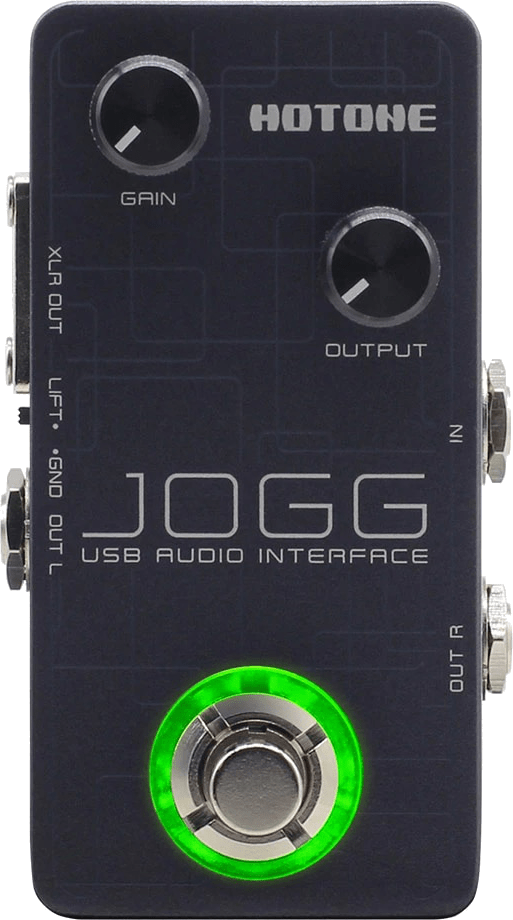 HOTONE
GAIN
OUTPUT
XLR OUT
LIFT• •GND
OUT L
IN
JOGG
USB AUDIO INTERFACE
OUT R